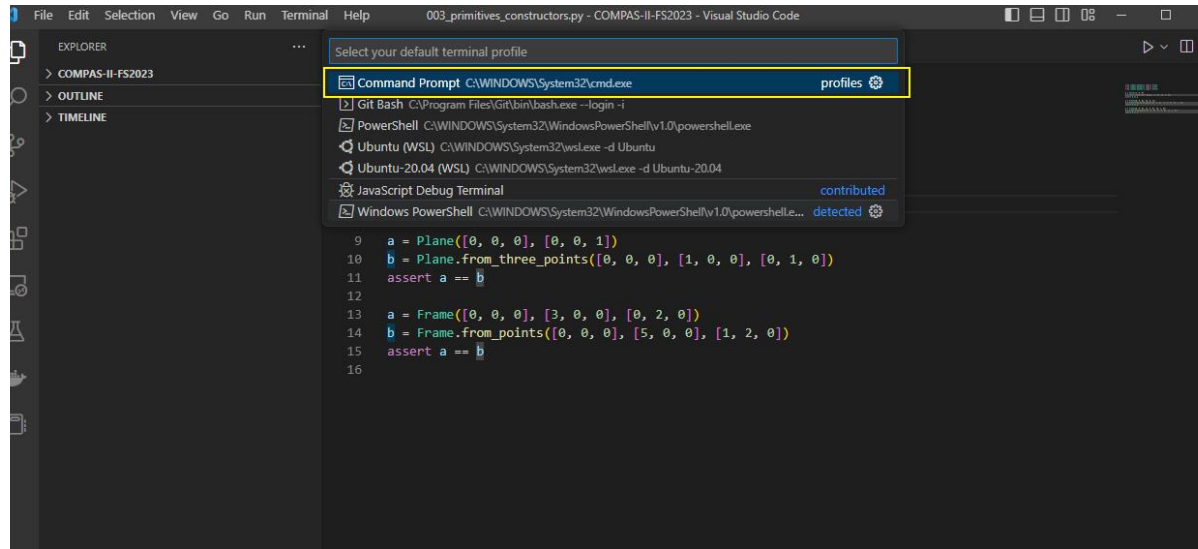 File Edit Selection View Go Run Terminal Help 003_primitives_constructors.py - COMPAS-II-FS2023 - Visual Studio Code
EXPLORER
COMPAS-II-FS2023
OUTLINE
TIMELINE
Select your default terminal profile
Command Prompt C:\WINDOWS\System32\cmd.exe profiles
Git Bash C:\Program Files\Git\bin\bash.exe --login -i
PowerShell C:\WINDOWS\System32\WindowsPowerShell\v1.0\powershell.exe
Ubuntu (WSL) C:\WINDOWS\System32\wsl.exe -d Ubuntu
Ubuntu-20.04 (WSL) C:\WINDOWS\System32\wsl.exe -d Ubuntu-20.04
JavaScript Debug Terminal contributed
Windows PowerShell C:\WINDOWS\System32\WindowsPowerShell\v1.0\powershell.e... detected
9 a = Plane([0, 0, 0], [0, 0, 1])
10 b = Plane.from_three_points([0, 0, 0], [1, 0, 0], [0, 1, 0])
11 assert a == b
12
13 a = Frame([0, 0, 0], [3, 0, 0], [0, 2, 0])
14 b = Frame.from_points([0, 0, 0], [5, 0, 0], [1, 2, 0])
15 assert a == b
16